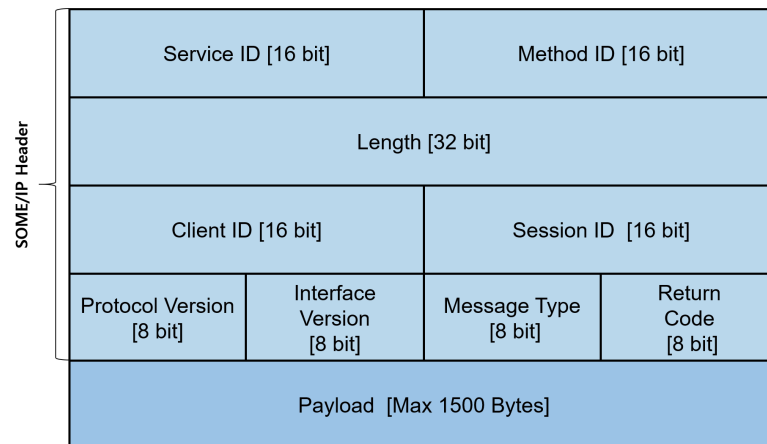 SOME/IP Header
Service ID [16 bit]
Method ID [16 bit]
Length [32 bit]
Client ID [16 bit]
Session ID [16 bit]
Protocol Version
[8 bit]
Interface
Version
[8 bit]
Message Type
[8 bit]
Return
Code
[8 bit]
Payload [Max 1500 Bytes]